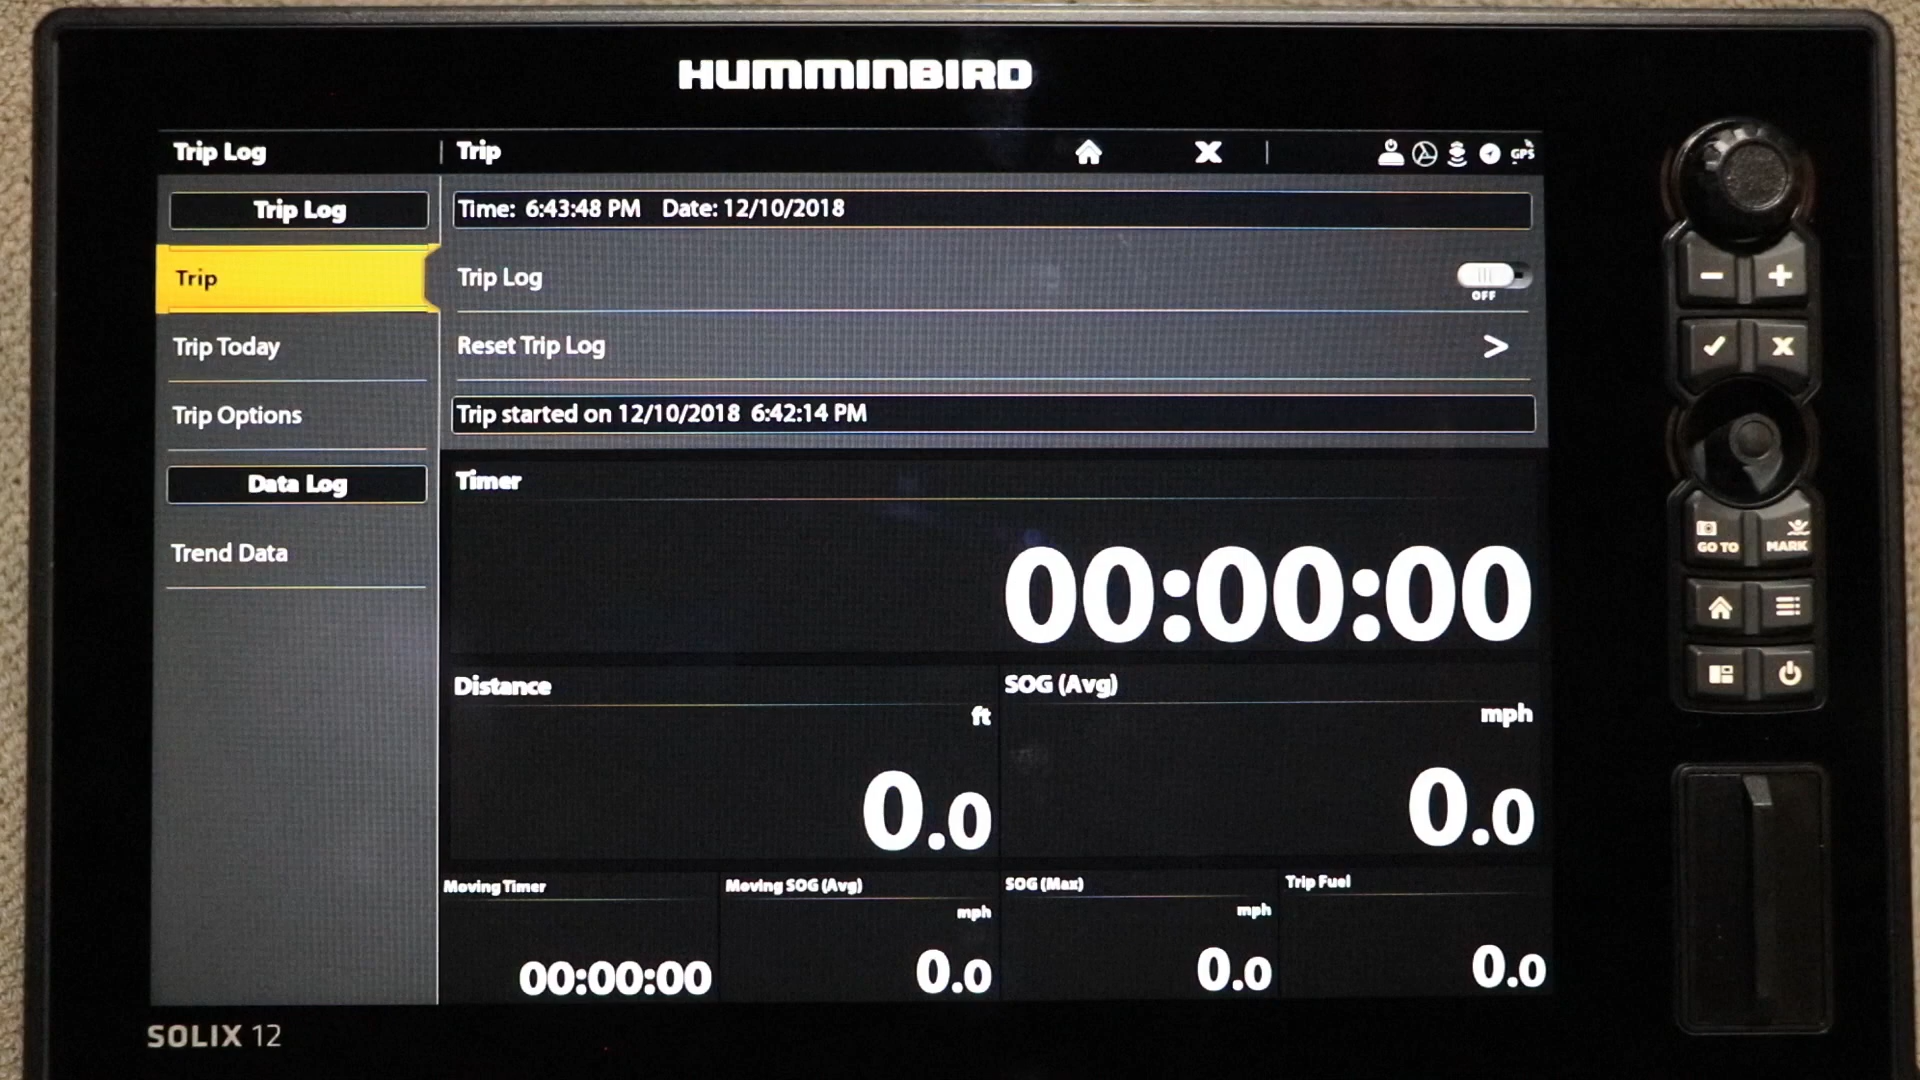 HUMMINBIRD
Trip Log
Trip
GPS
Trip Log
Time: 6:43:48 PM Date: 12/10/2018
Trip
Trip Log
OFF
Trip Today
Reset Trip Log
>
Trip Options
Trip started on 12/10/2018 6:42:14 PM
Data Log
Timer
Trend Data
00:00:00
Distance
ft
0.0
SOG (Avg)
mph
0.0
Moving Timer
00:00:00
Moving SOG (Avg)
mph
0.0
SOG (Max)
mph
0.0
Trip Fuel
0.0
GO TO
MARK
SOLIX 12